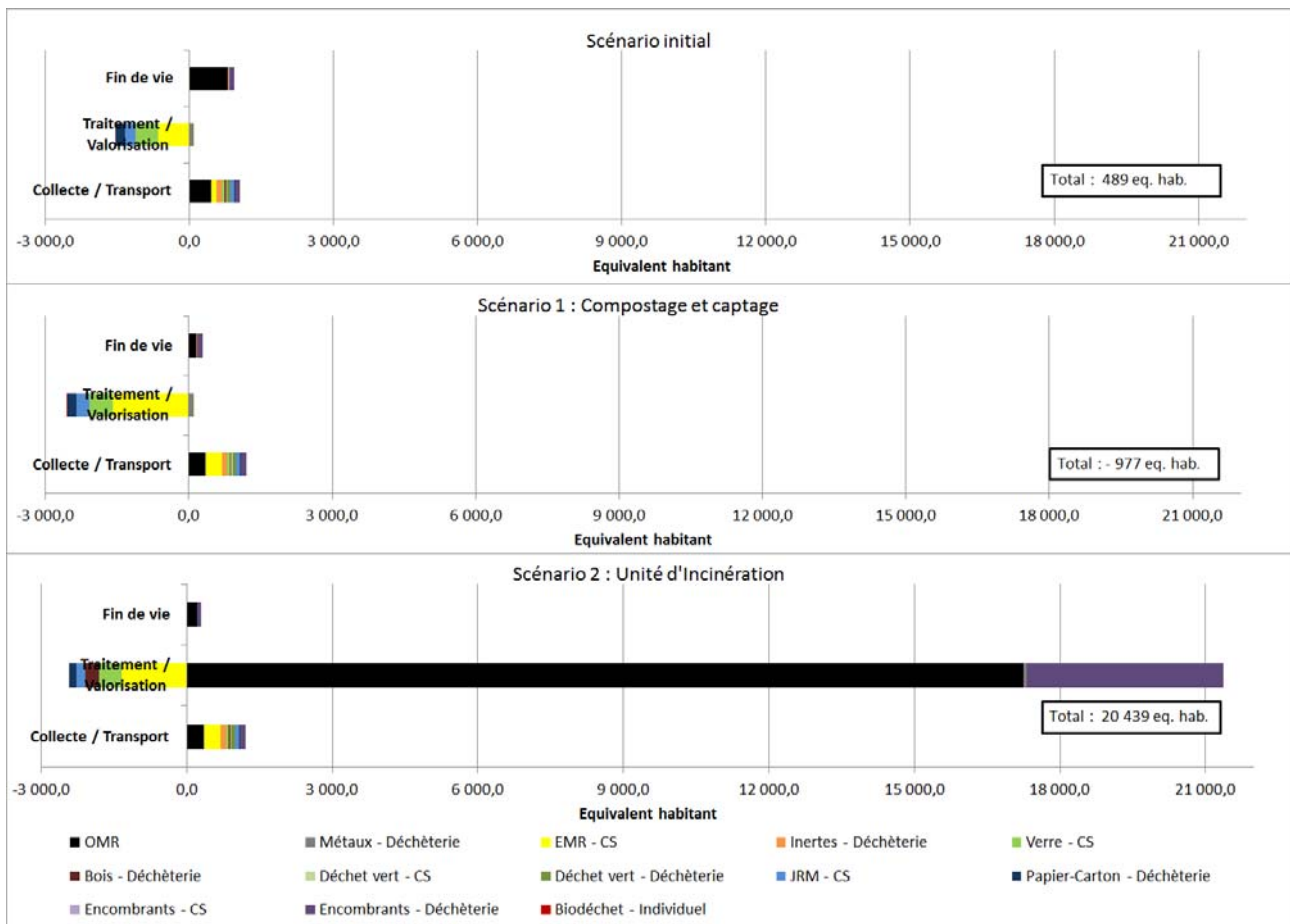 Scénario initial
Fin de vie
Traitement /
Valorisation
Collecte / Transport
Total : 489 eq. hab.
-3 000,0 0,0 3 000,0 6 000,0 9 000,0 12 000,0 15 000,0 18 000,0 21 000,0
Equivalent habitant
Scénario 1 : Compostage et captage
Fin de vie
Traitement /
Valorisation
Collecte / Transport
Total : - 977 eq. hab.
-3 000,0 0,0 3 000,0 6 000,0 9 000,0 12 000,0 15 000,0 18 000,0 21 000,0
Equivalent habitant
Scénario 2 : Unité d'Incinération
Fin de vie
Traitement /
Valorisation
Total : 20 439 eq. hab.
Collecte / Transport
-3 000,0 0,0 3 000,0 6 000,0 9 000,0 12 000,0 15 000,0 18 000,0 21 000,0
Equivalent habitant
OMR Métaux - Déchèterie EMR - CS Inertes - Déchèterie Verre - CS
Bois - Déchèterie Déchet vert - CS Déchet vert - Déchèterie JRM - CS Papier-Carton - Déchèterie
Encombrants - CS Encombrants - Déchèterie Biodéchet - Individuel